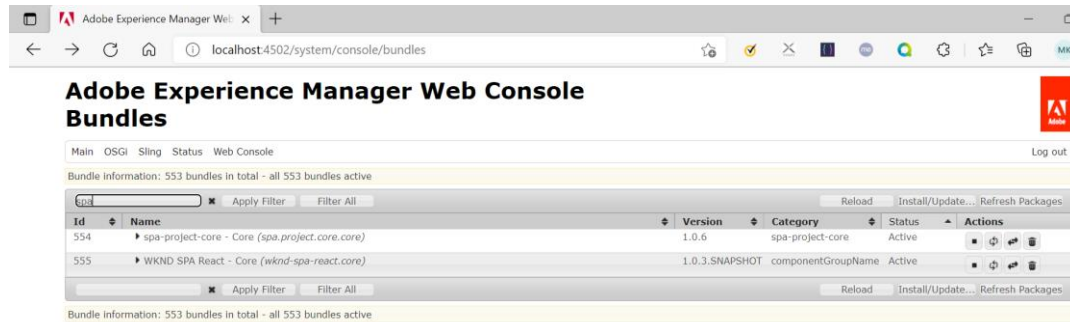 Adobe Experience Manager Wel
localhost:4502/system/console/bundles
Adobe Experience Manager Web Console
Bundles
Adobe
Main OSGi Sling Status Web Console Log out
Bundle information: 553 bundles in total - all 553 bundles active
spa Apply Filter Filter All Reload Install/Update... Refresh Packages
Id Name Version Category Status Actions
554 spa-project-core - Core (spa.project.core.core) 1.0.6 spa-project-core Active
555 WKND SPA React - Core (wknd-spa-react.core) 1.0.3.SNAPSHOT componentGroupName Active
Apply Filter Filter All Reload Install/Update... Refresh Packages
Bundle information: 553 bundles in total - all 553 bundles active